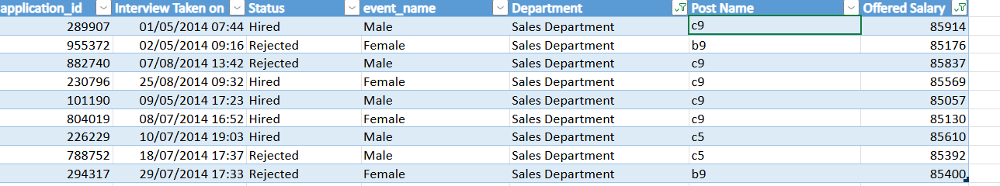 application_id Interview Taken on Status event_name Department Post Name Offered Salary
289907 01/05/2014 07:44 Hired Male Sales Department c9 85914
955372 02/05/2014 09:16 Rejected Female Sales Department b9 85176
882740 07/08/2014 13:42 Rejected Male Sales Department c9 85837
230796 25/08/2014 09:32 Hired Female Sales Department c9 85569
101190 09/05/2014 17:23 Hired Male Sales Department c9 85057
804019 08/07/2014 16:52 Hired Female Sales Department c9 85130
226229 10/07/2014 19:03 Hired Male Sales Department c5 85610
788752 18/07/2014 17:37 Rejected Male Sales Department c5 85392
294317 29/07/2014 17:33 Rejected Female Sales Department b9 85400